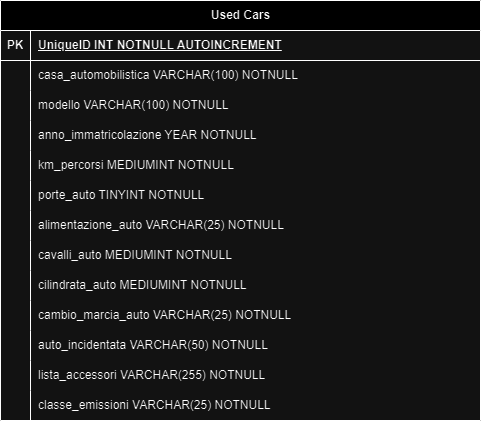 Used Cars
PK UniqueID INT NOTNULL AUTOINCREMENT
casa_automobilistica VARCHAR(100) NOTNULL
modello VARCHAR(100) NOTNULL
anno_immatricolazione YEAR NOTNULL
km_percorsi MEDIUMINT NOTNULL
porte_auto TINYINT NOTNULL
alimentazione_auto VARCHAR(25) NOTNULL
cavalli_auto MEDIUMINT NOTNULL
cilindrata_auto MEDIUMINT NOTNULL
cambio_marcia_auto VARCHAR(25) NOTNULL
auto_incidentata VARCHAR(50) NOTNULL
lista_accessori VARCHAR(255) NOTNULL
classe_emissioni VARCHAR(25) NOTNULL